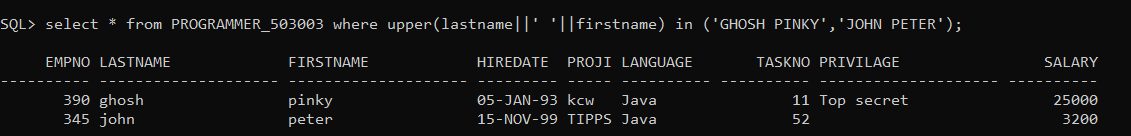 SQL> select * from PROGRAMMER_503003 where upper(lastname||' '||firstname) in ('GHOSH PINKY','JOHN PETER');
EMPNO LASTNAME FIRSTNAME HIREDATE PROJI LANGUAGE TASKNO PRIVILAGE SALARY
---------- -------------------- -------------------- --------- ----- ---------- ---------- -------------------- ----------
390 ghosh pinky 05-JAN-93 kcw Java 11 Top secret 25000
345 john peter 15-NOV-99 TIPPS Java 52 3200